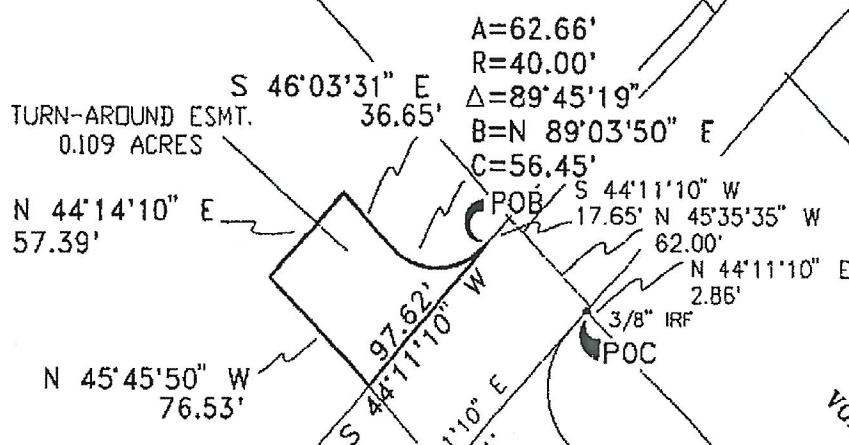 A=62.66'
R=40.00'
Δ=89°45'19"
B=N 89°03'50" E
C=56.45'
S 46°03'31" E
36.65'
TURN-AROUND ESMT.
0.109 ACRES
N 44°14'10" E
57.39'
POB
S 44°11'10" W
17.65'
N 45°35'35" W
62.00'
N 44°11'10" E
2.86'
3/8" IRF
POC
97.62'
S 44°11'10" W
N 45°45'50" W
76.53'
1'10" E